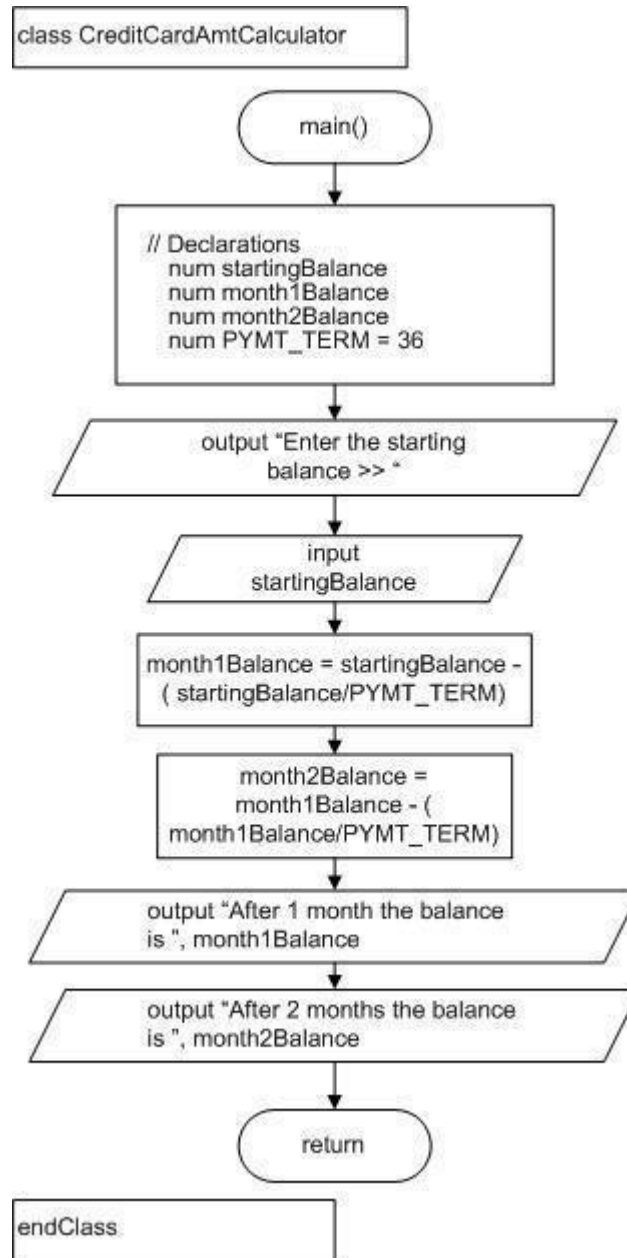 class CreditCardAmtCalculator
main()
// Declarations
num startingBalance
num month1Balance
num month2Balance
num PYMT_TERM = 36
output “Enter the starting
balance >> “
input
startingBalance
month1Balance = startingBalance -
( startingBalance/PYMT_TERM)
month2Balance =
month1Balance - (
month1Balance/PYMT_TERM)
output “After 1 month the balance
is ”, month1Balance
output “After 2 months the balance
is ”, month2Balance
return
endClass